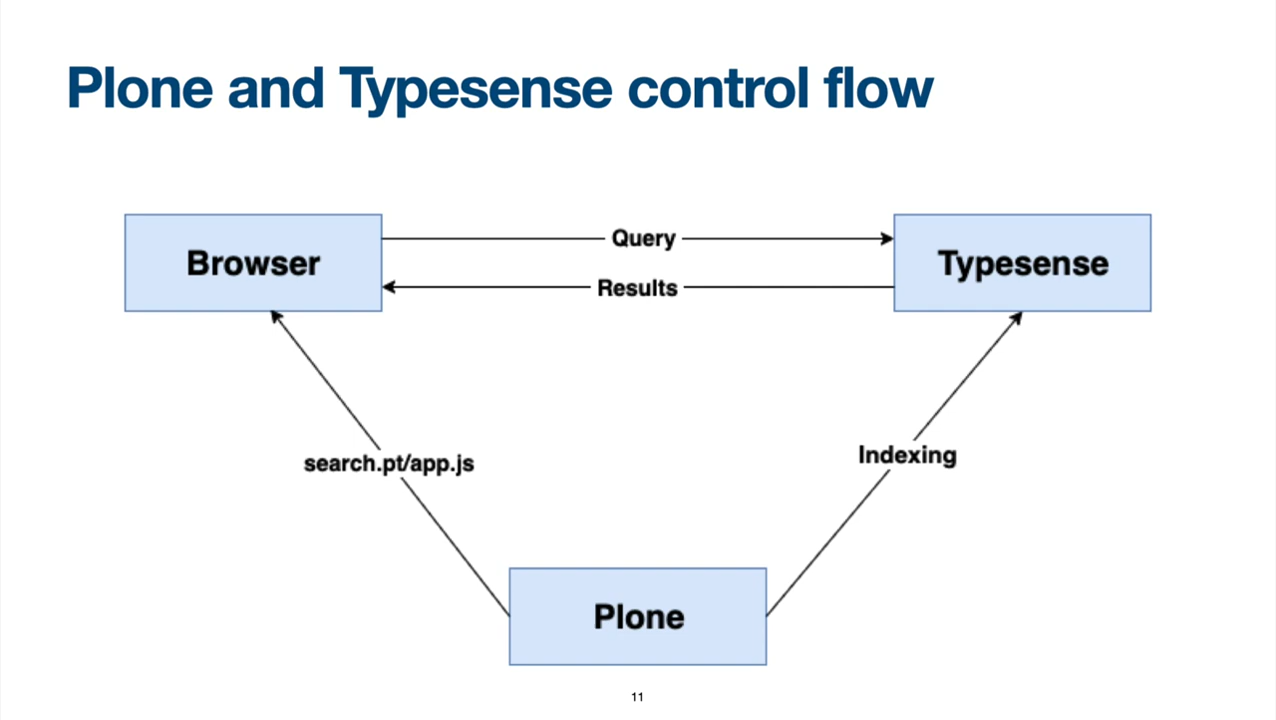 Plone and Typesense control flow
Query
Browser
Typesense
Results
search.pt/app.js
Indexing
Plone
11